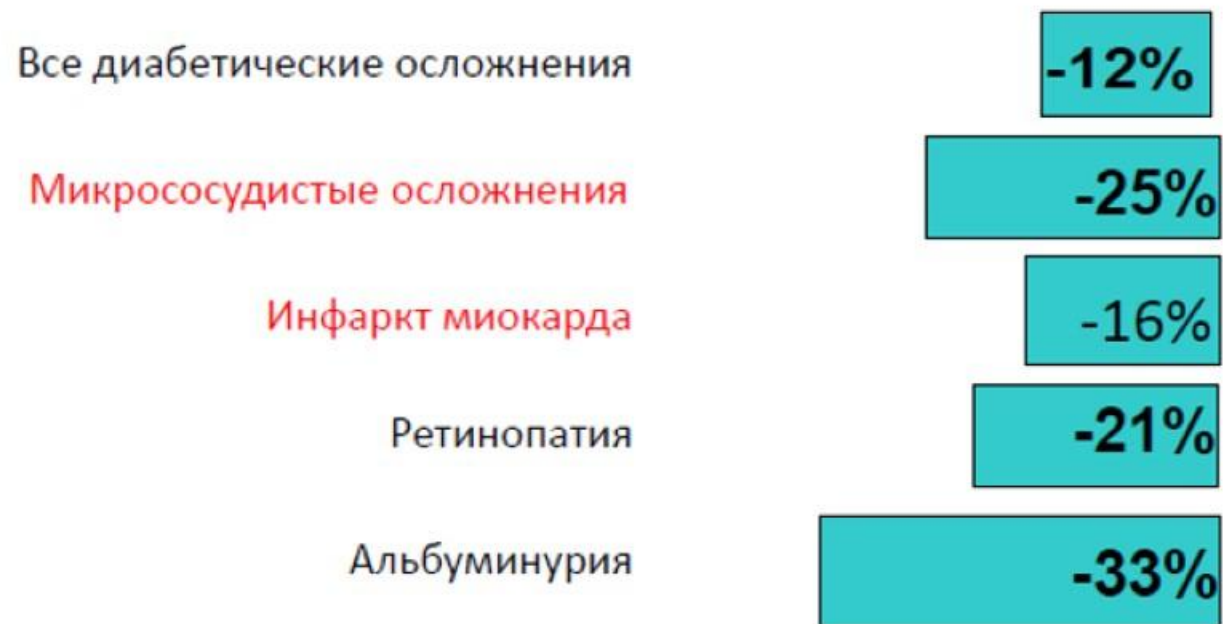 Все диабетические осложнения -12%
Микрососудистые осложнения -25%
Инфаркт миокарда -16%
Ретинопатия -21%
Альбуминурия -33%